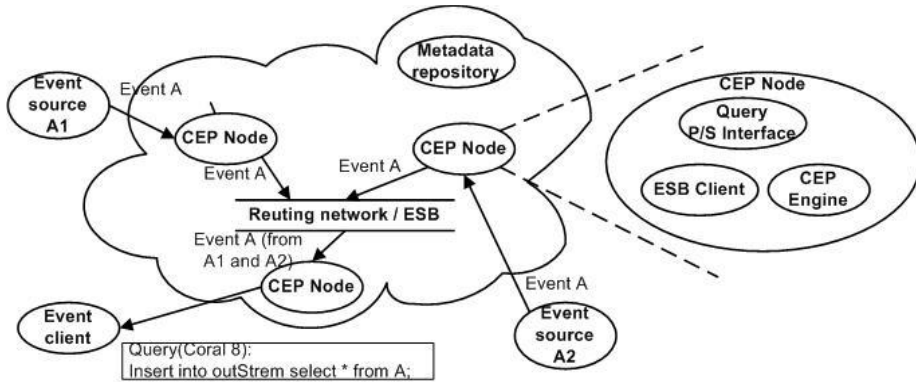 Metadata
repository
Event
source
A1
Event A
CEP Node
Event A
CEP Node
Event A
Reuting network / ESB
Event A (from
A1 and A2)
CEP Node
Event
client
Query(Coral 8):
Insert into outStrem select * from A;
Event A
Event
source
A2
CEP Node
Query
P/S Interface
ESB Client
CEP
Engine